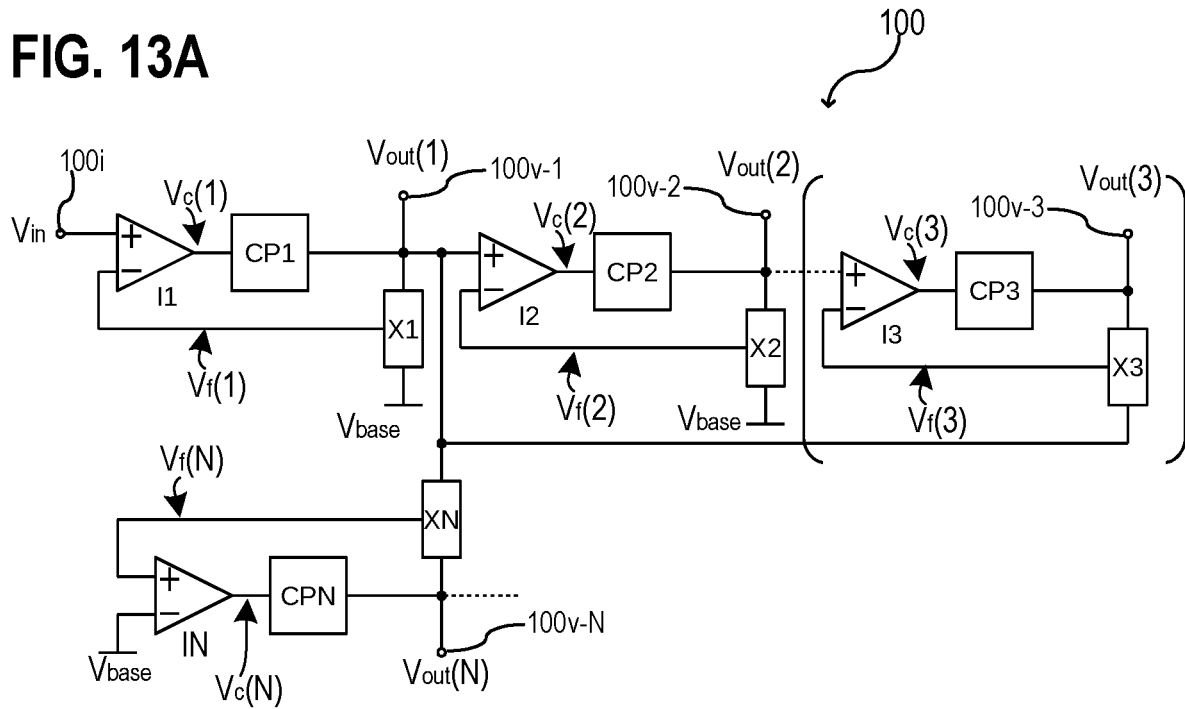 FIG. 13A
100
100i
Vin
+
−
I1
Vc(1)
CP1
Vout(1)
100v-1
X1
Vf(1)
Vbase
+
−
I2
Vc(2)
CP2
Vout(2)
100v-2
X2
Vf(2)
Vbase
+
−
I3
Vc(3)
CP3
Vout(3)
100v-3
X3
Vf(3)
Vf(N)
XN
+
−
IN
CPN
Vbase
Vc(N)
100v-N
Vout(N)